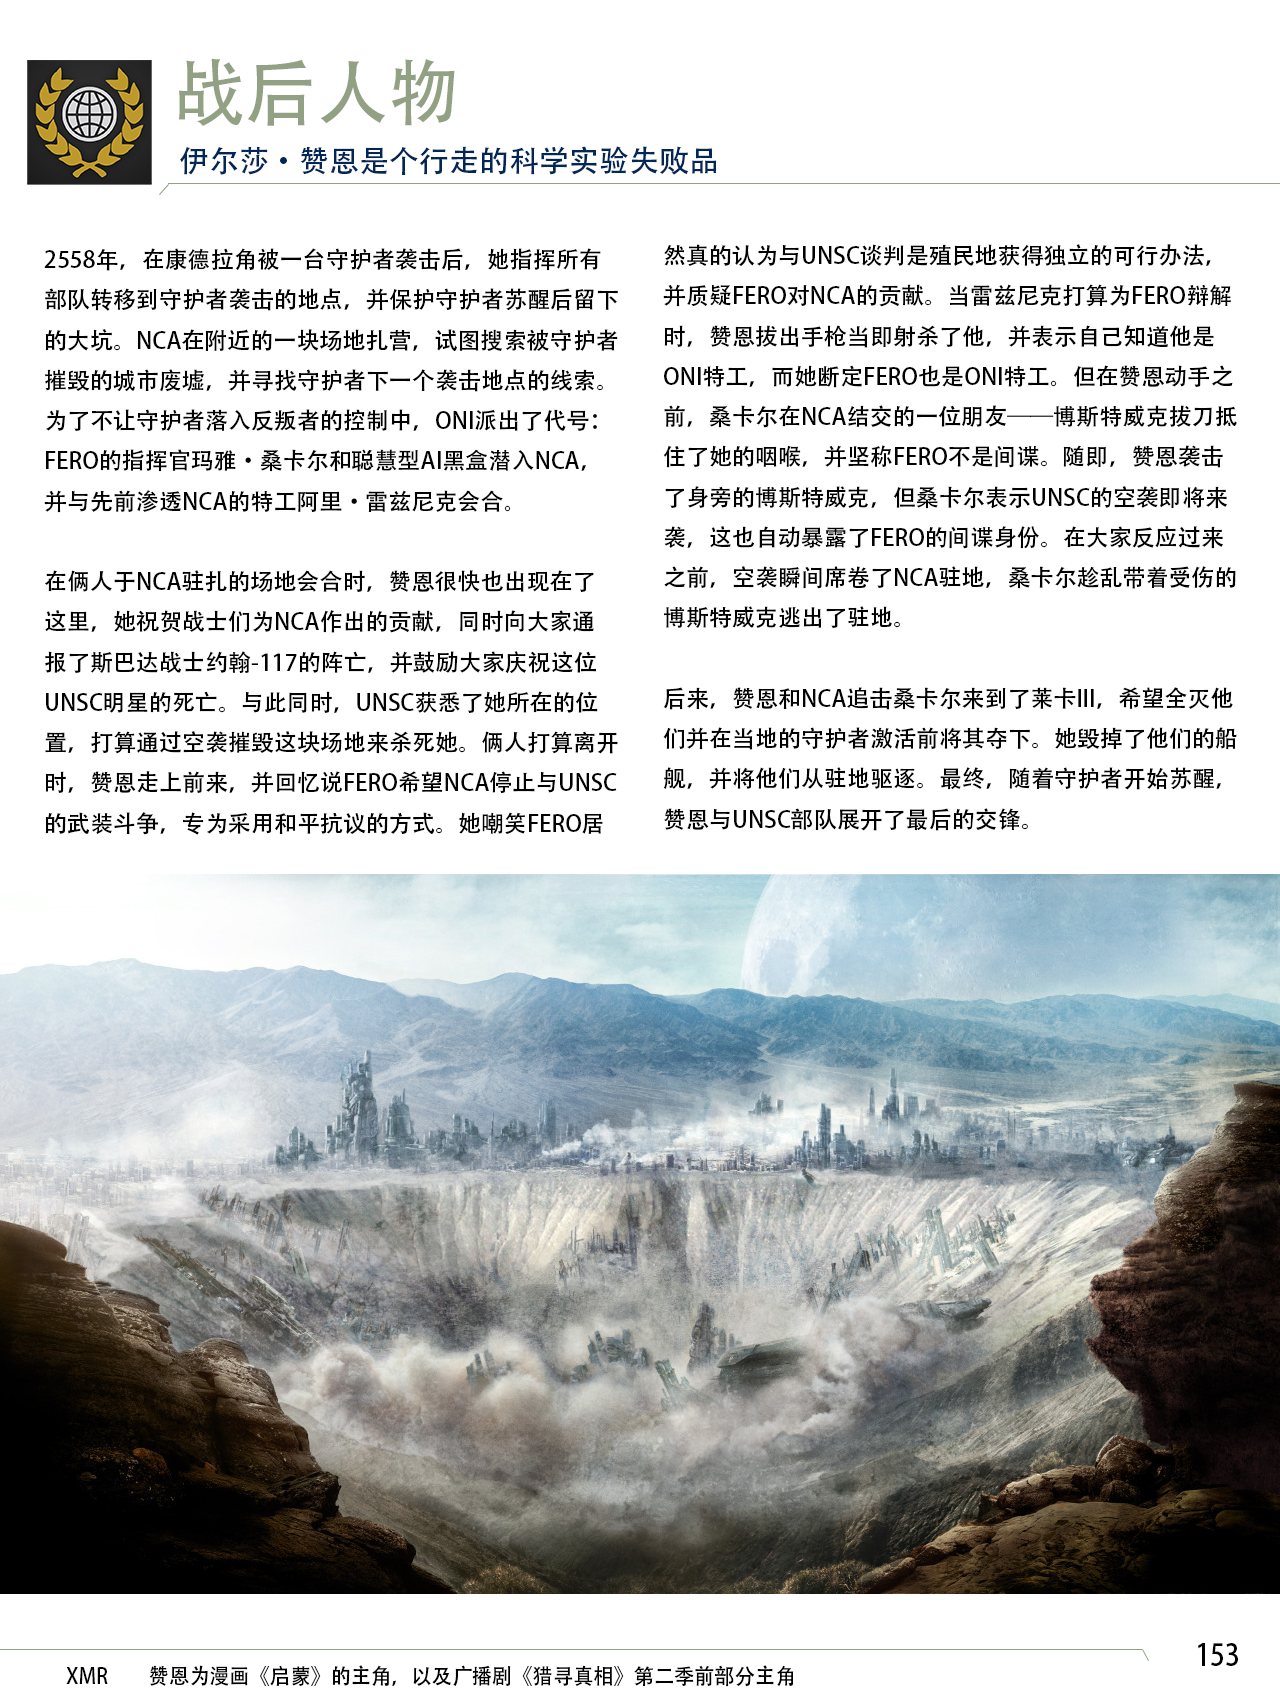 战后人物
伊尔莎·赞恩是个行走的科学实验失败品
2558年，在康德拉角被一台守护者袭击后，她指挥所有
部队转移到守护者袭击的地点，并保护守护者苏醒后留下
的大坑。NCA在附近的一块场地扎营，试图搜索被守护者
摧毁的城市废墟，并寻找守护者下一个袭击地点的线索。
为了不让守护者落入反叛者的控制中，ONI派出了代号：
FERO的指挥官玛雅·桑卡尔和聪慧型AI黑盒潜入NCA，
并与先前渗透NCA的特工阿里·雷兹尼克会合。
在俩人于NCA驻扎的场地会合时，赞恩很快也出现在了
这里，她祝贺战士们为NCA作出的贡献，同时向大家通
报了斯巴达战士约翰-117的阵亡，并鼓励大家庆祝这位
UNSC明星的死亡。与此同时，UNSC获悉了她所在的位
置，打算通过空袭摧毁这块场地来杀死她。俩人打算离开
时，赞恩走上前来，并回忆说FERO希望NCA停止与UNSC
的武装斗争，专为采用和平抗议的方式。她嘲笑FERO居
然真的认为与UNSC谈判是殖民地获得独立的可行办法，
并质疑FERO对NCA的贡献。当雷兹尼克打算为FERO辩解
时，赞恩拔出手枪当即射杀了他，并表示自己知道他是
ONI特工，而她断定FERO也是ONI特工。但在赞恩动手之
前，桑卡尔在NCA结交的一位朋友——博斯特威克拔刀抵
住了她的咽喉，并坚称FERO不是间谍。随即，赞恩袭击
了身旁的博斯特威克，但桑卡尔表示UNSC的空袭即将来
袭，这也自动暴露了FERO的间谍身份。在大家反应过来
之前，空袭瞬间席卷了NCA驻地，桑卡尔趁乱带着受伤的
博斯特威克逃出了驻地。
后来，赞恩和NCA追击桑卡尔来到了莱卡III，希望全灭他
们并在当地的守护者激活前将其夺下。她毁掉了他们的船
舰，并将他们从驻地驱逐。最终，随着守护者开始苏醒，
赞恩与UNSC部队展开了最后的交锋。
153
XMR 赞恩为漫画《启蒙》的主角，以及广播剧《猎寻真相》第二季前部分主角